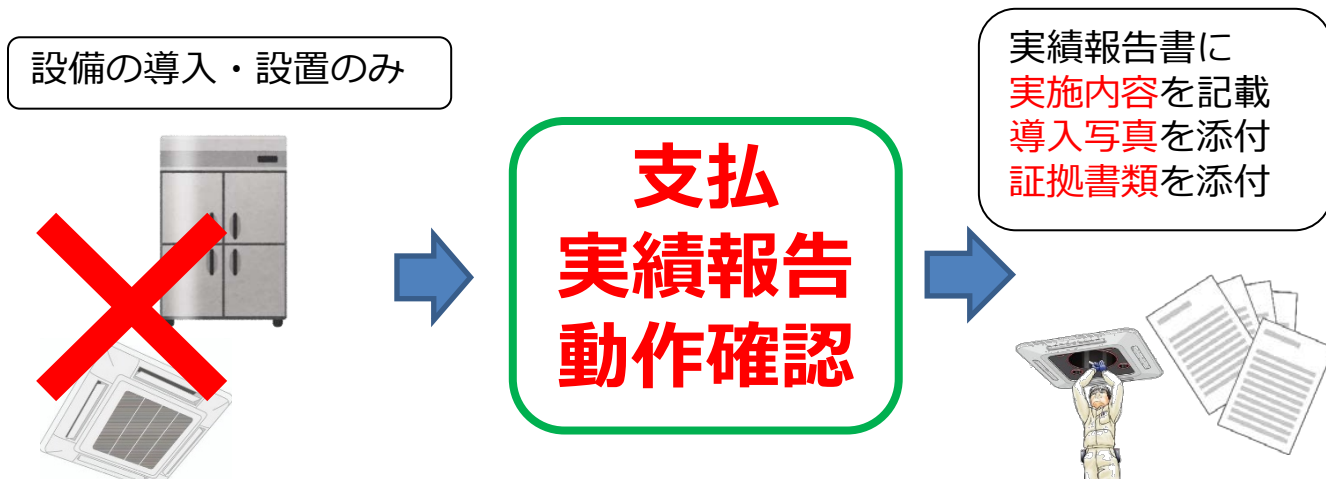 設備の導入・設置のみ
支払
実績報告
動作確認
実績報告書に
実施内容を記載
導入写真を添付
証拠書類を添付